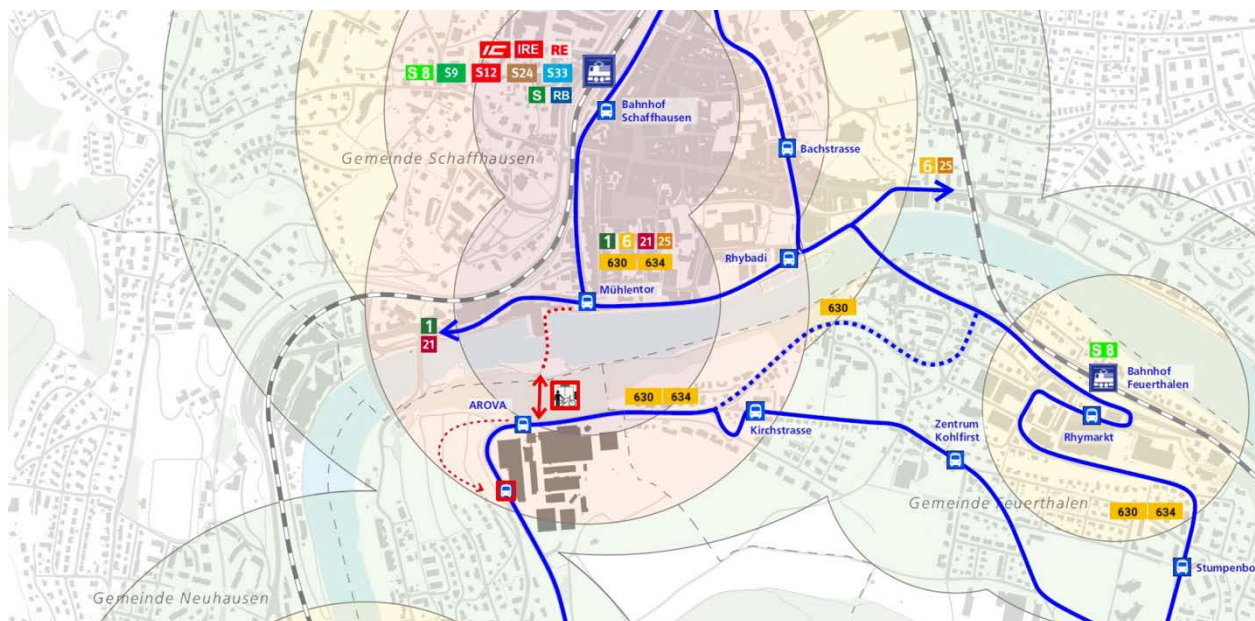 IC IRE RE
S 8 S9 S12 S24 S33
S RB
Bahnhof
Schaffhausen
Gemeinde Schaffhausen
Bachstrasse
6 25
1 6 21 25
630 634
Rhybadi
Mühlentor
1
21
630
S 8
Bahnhof
Feuerthalen
630 634
AROVA
Kirchstrasse
Rhymarkt
Zentrum
Kohlfirst
Gemeinde Feuerthalen
630 634
Stumpenbo
Gemeinde Neuhausen